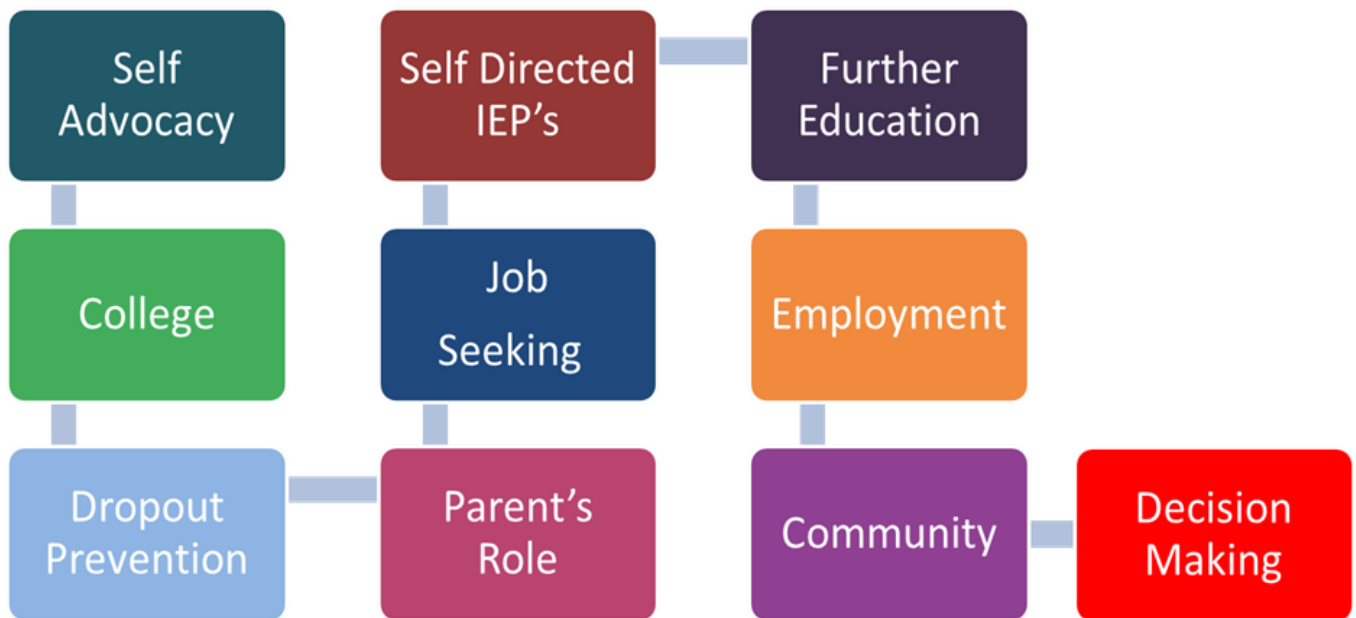 Self
Advocacy
College
Dropout
Prevention
Parent’s
Role
Job
Seeking
Self Directed
IEP’s
Further
Education
Employment
Community
Decision
Making